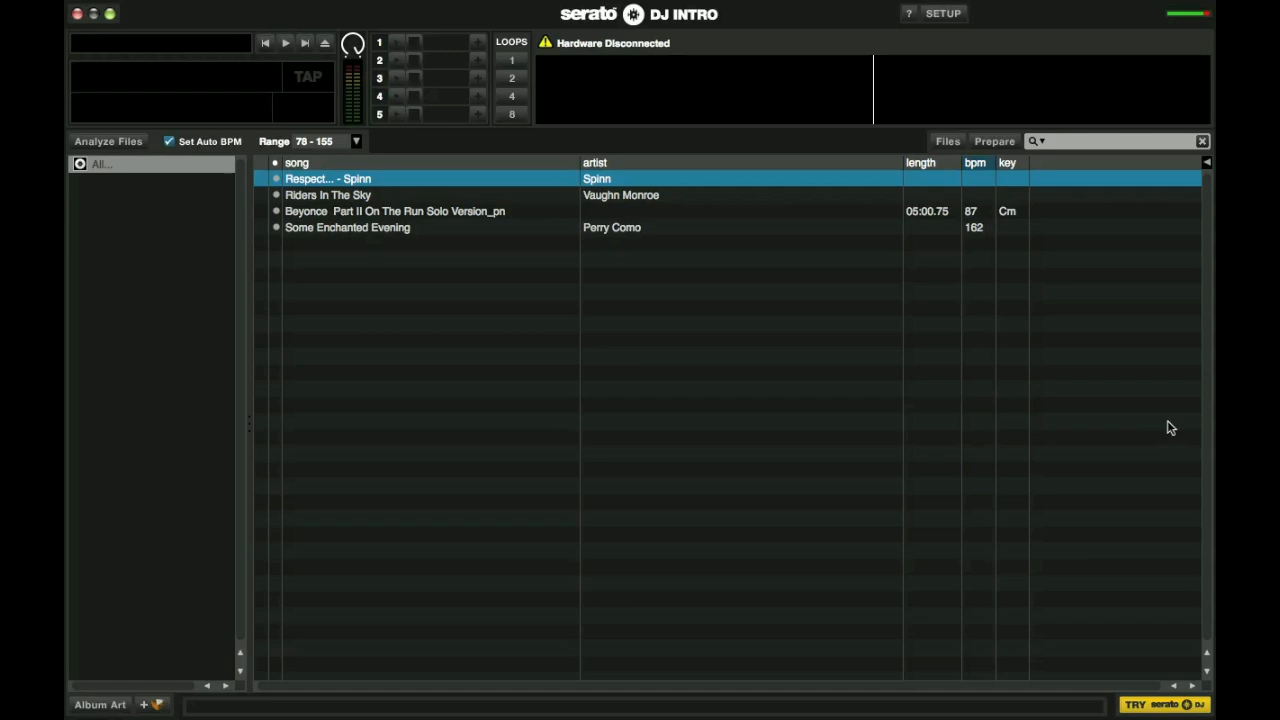 serato DJ INTRO
? SETUP
TAP
1
2
3
4
5
LOOPS
1
2
4
8
Hardware Disconnected
Analyze Files Set Auto BPM Range 78 - 155
Files Prepare
All...
song artist length bpm key
Respect... - Spinn Spinn
Riders In The Sky Vaughn Monroe
Beyonce Part II On The Run Solo Version_pn 05:00.75 87 Cm
Some Enchanted Evening Perry Como 162
Album Art +
TRY serato DJ